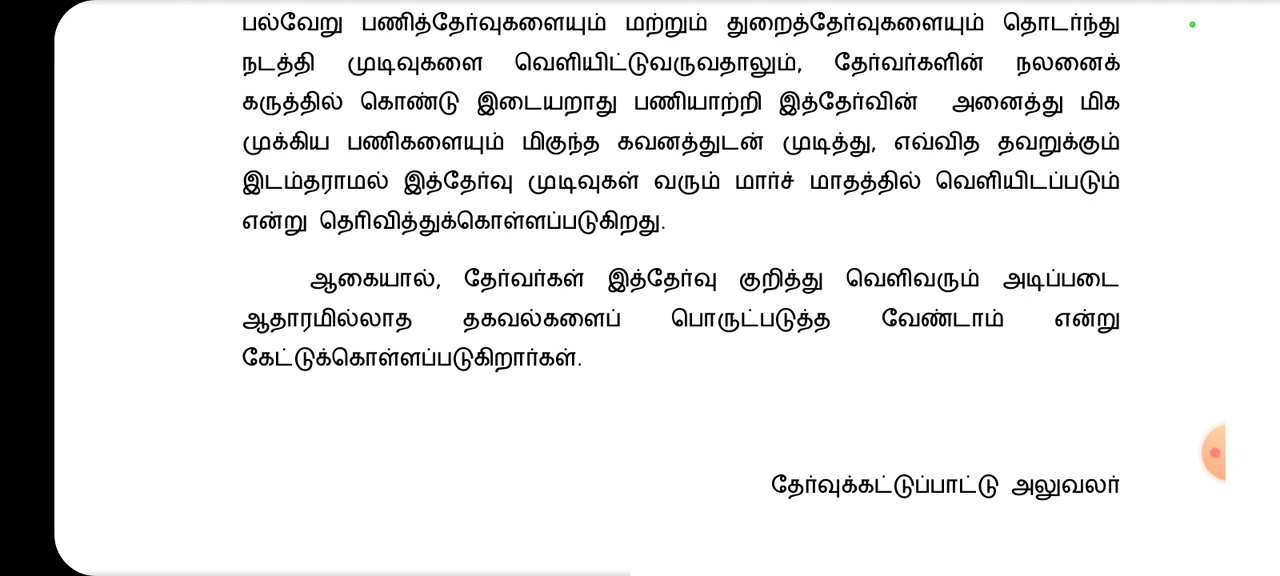 பல்வேறு பணித்தேர்வுகளையும் மற்றும் துறைத்தேர்வுகளையும் தொடர்ந்து
நடத்தி முடிவுகளை வெளியிட்டுவருவதாலும், தேர்வர்களின் நலனைக்
கருத்தில் கொண்டு இடையறாது பணியாற்றி இத்தேர்வின் அனைத்து மிக
முக்கிய பணிகளையும் மிகுந்த கவனத்துடன் முடித்து, எவ்வித தவறுக்கும்
இடம்தராமல் இத்தேர்வு முடிவுகள் வரும் மார்ச் மாதத்தில் வெளியிடப்படும்
என்று தெரிவித்துக்கொள்ளப்படுகிறது.
ஆகையால், தேர்வர்கள் இத்தேர்வு குறித்து வெளிவரும் அடிப்படை
ஆதாரமில்லாத தகவல்களைப் பொருட்படுத்த வேண்டாம் என்று
கேட்டுக்கொள்ளப்படுகிறார்கள்.
தேர்வுக்கட்டுப்பாட்டு அலுவலர்